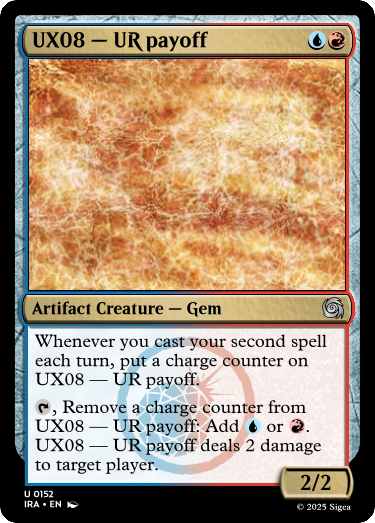 UX08 — UR payoff
Artifact Creature — Gem
Whenever you cast your second spell
each turn, put a charge counter on
UX08 — UR payoff.
, Remove a charge counter from
UX08 — UR payoff: Add or .
UX08 — UR payoff deals 2 damage
to target player.
2/2
U 0152
IRA • EN
© 2025 Sigea